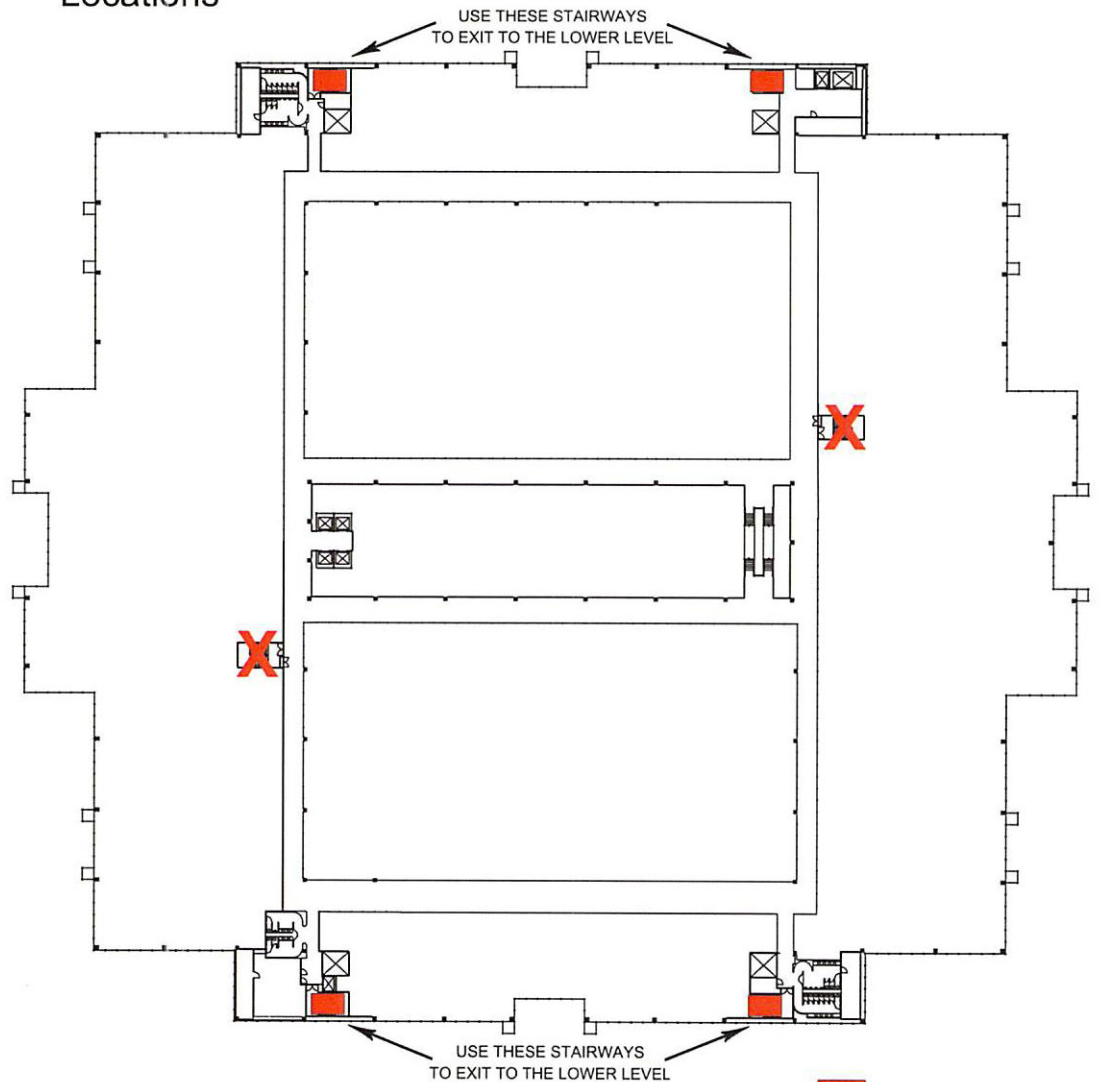 Locations
USE THESE STAIRWAYS
TO EXIT TO THE LOWER LEVEL
X
X
USE THESE STAIRWAYS
TO EXIT TO THE LOWER LEVEL